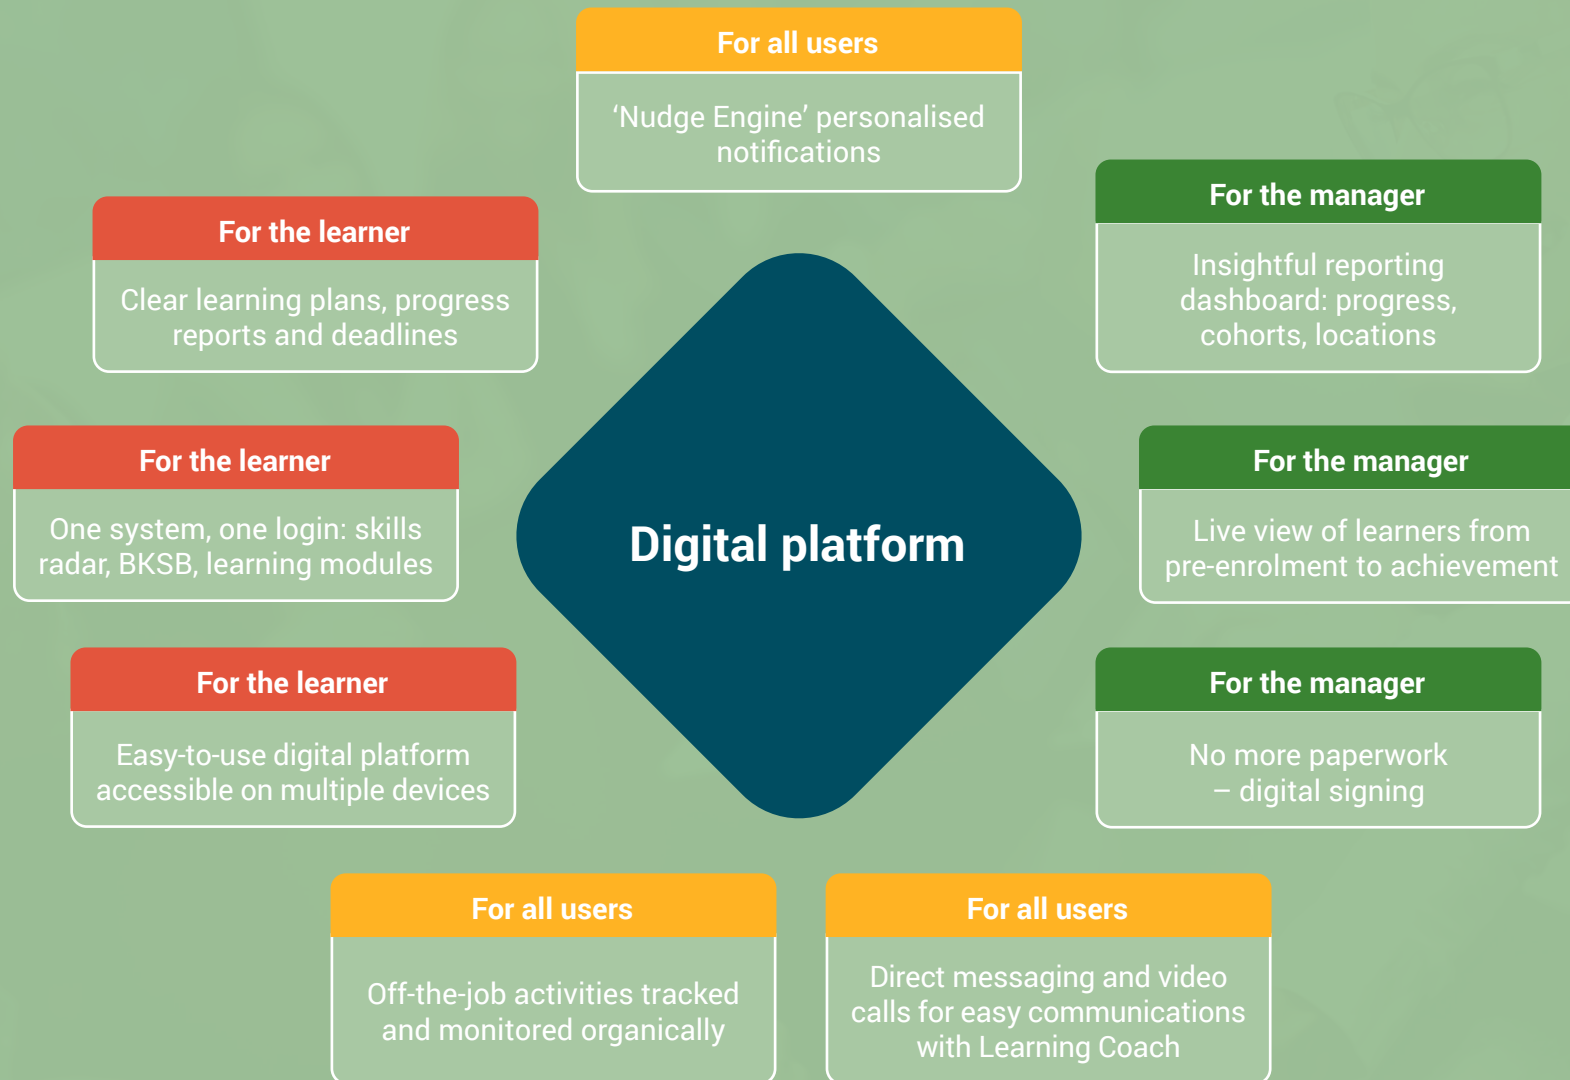 For all users
‘Nudge Engine’ personalised
notifications
For the learner
Clear learning plans, progress
reports and deadlines
For the manager
Insightful reporting
dashboard: progress,
cohorts, locations
For the learner
One system, one login: skills
radar, BKSB, learning modules
Digital platform
For the manager
Live view of learners from
pre-enrolment to achievement
For the learner
Easy-to-use digital platform
accessible on multiple devices
For the manager
No more paperwork
– digital signing
For all users
Off-the-job activities tracked
and monitored organically
For all users
Direct messaging and video
calls for easy communications
with Learning Coach